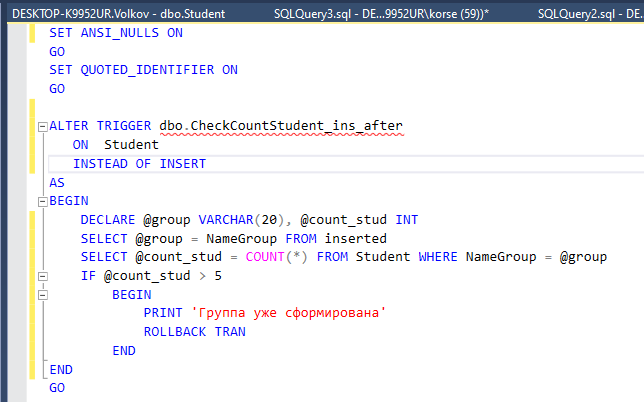 DESKTOP-K9952UR.Volkov - dbo.Student SQLQuery3.sql - DE...9952UR\korse (59))* SQLQuery2.sql - DE.
SET ANSI_NULLS ON
GO
SET QUOTED_IDENTIFIER ON
GO
ALTER TRIGGER dbo.CheckCountStudent_ins_after
ON Student
INSTEAD OF INSERT
AS
BEGIN
DECLARE @group VARCHAR(20), @count_stud INT
SELECT @group = NameGroup FROM inserted
SELECT @count_stud = COUNT(*) FROM Student WHERE NameGroup = @group
IF @count_stud > 5
BEGIN
PRINT 'Группа уже сформирована'
ROLLBACK TRAN
END
END
GO